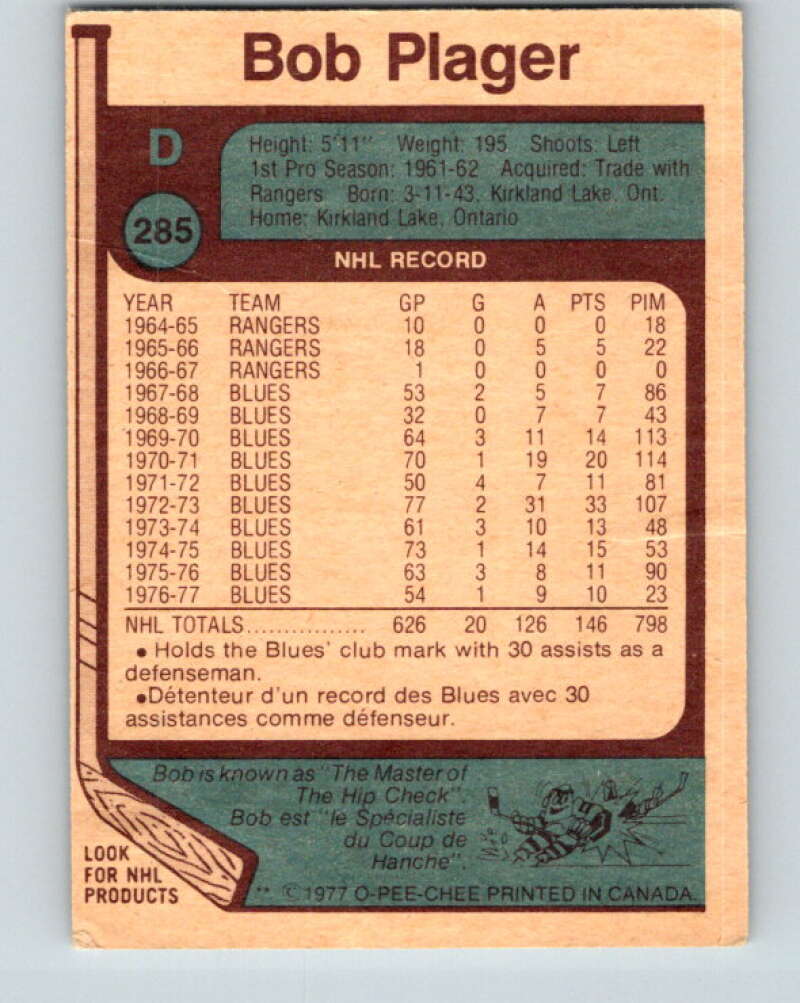 Bob Plager
D
Height: 5'11" Weight: 195 Shoots: Left
1st Pro Season: 1961-62 Acquired: Trade with
Rangers Born: 3-11-43, Kirkland Lake, Ont.
Home: Kirkland Lake, Ontario
285
NHL RECORD
YEAR TEAM GP G A PTS PIM
1964-65 RANGERS 10 0 0 0 18
1965-66 RANGERS 18 0 5 5 22
1966-67 RANGERS 1 0 0 0 0
1967-68 BLUES 53 2 5 7 86
1968-69 BLUES 32 0 7 7 43
1969-70 BLUES 64 3 11 14 113
1970-71 BLUES 70 1 19 20 114
1971-72 BLUES 50 4 7 11 81
1972-73 BLUES 77 2 31 33 107
1973-74 BLUES 61 3 10 13 48
1974-75 BLUES 73 1 14 15 53
1975-76 BLUES 63 3 8 11 90
1976-77 BLUES 54 1 9 10 23
NHL TOTALS................ 626 20 126 146 798
• Holds the Blues' club mark with 30 assists as a
defenseman.
•Détenteur d'un record des Blues avec 30
assistances comme défenseur.
Bob is known as "The Master of
The Hip Check".
Bob est "le Spécialiste
du Coup de
Hanche".
LOOK
FOR NHL
PRODUCTS
** © 1977 O-PEE-CHEE PRINTED IN CANADA